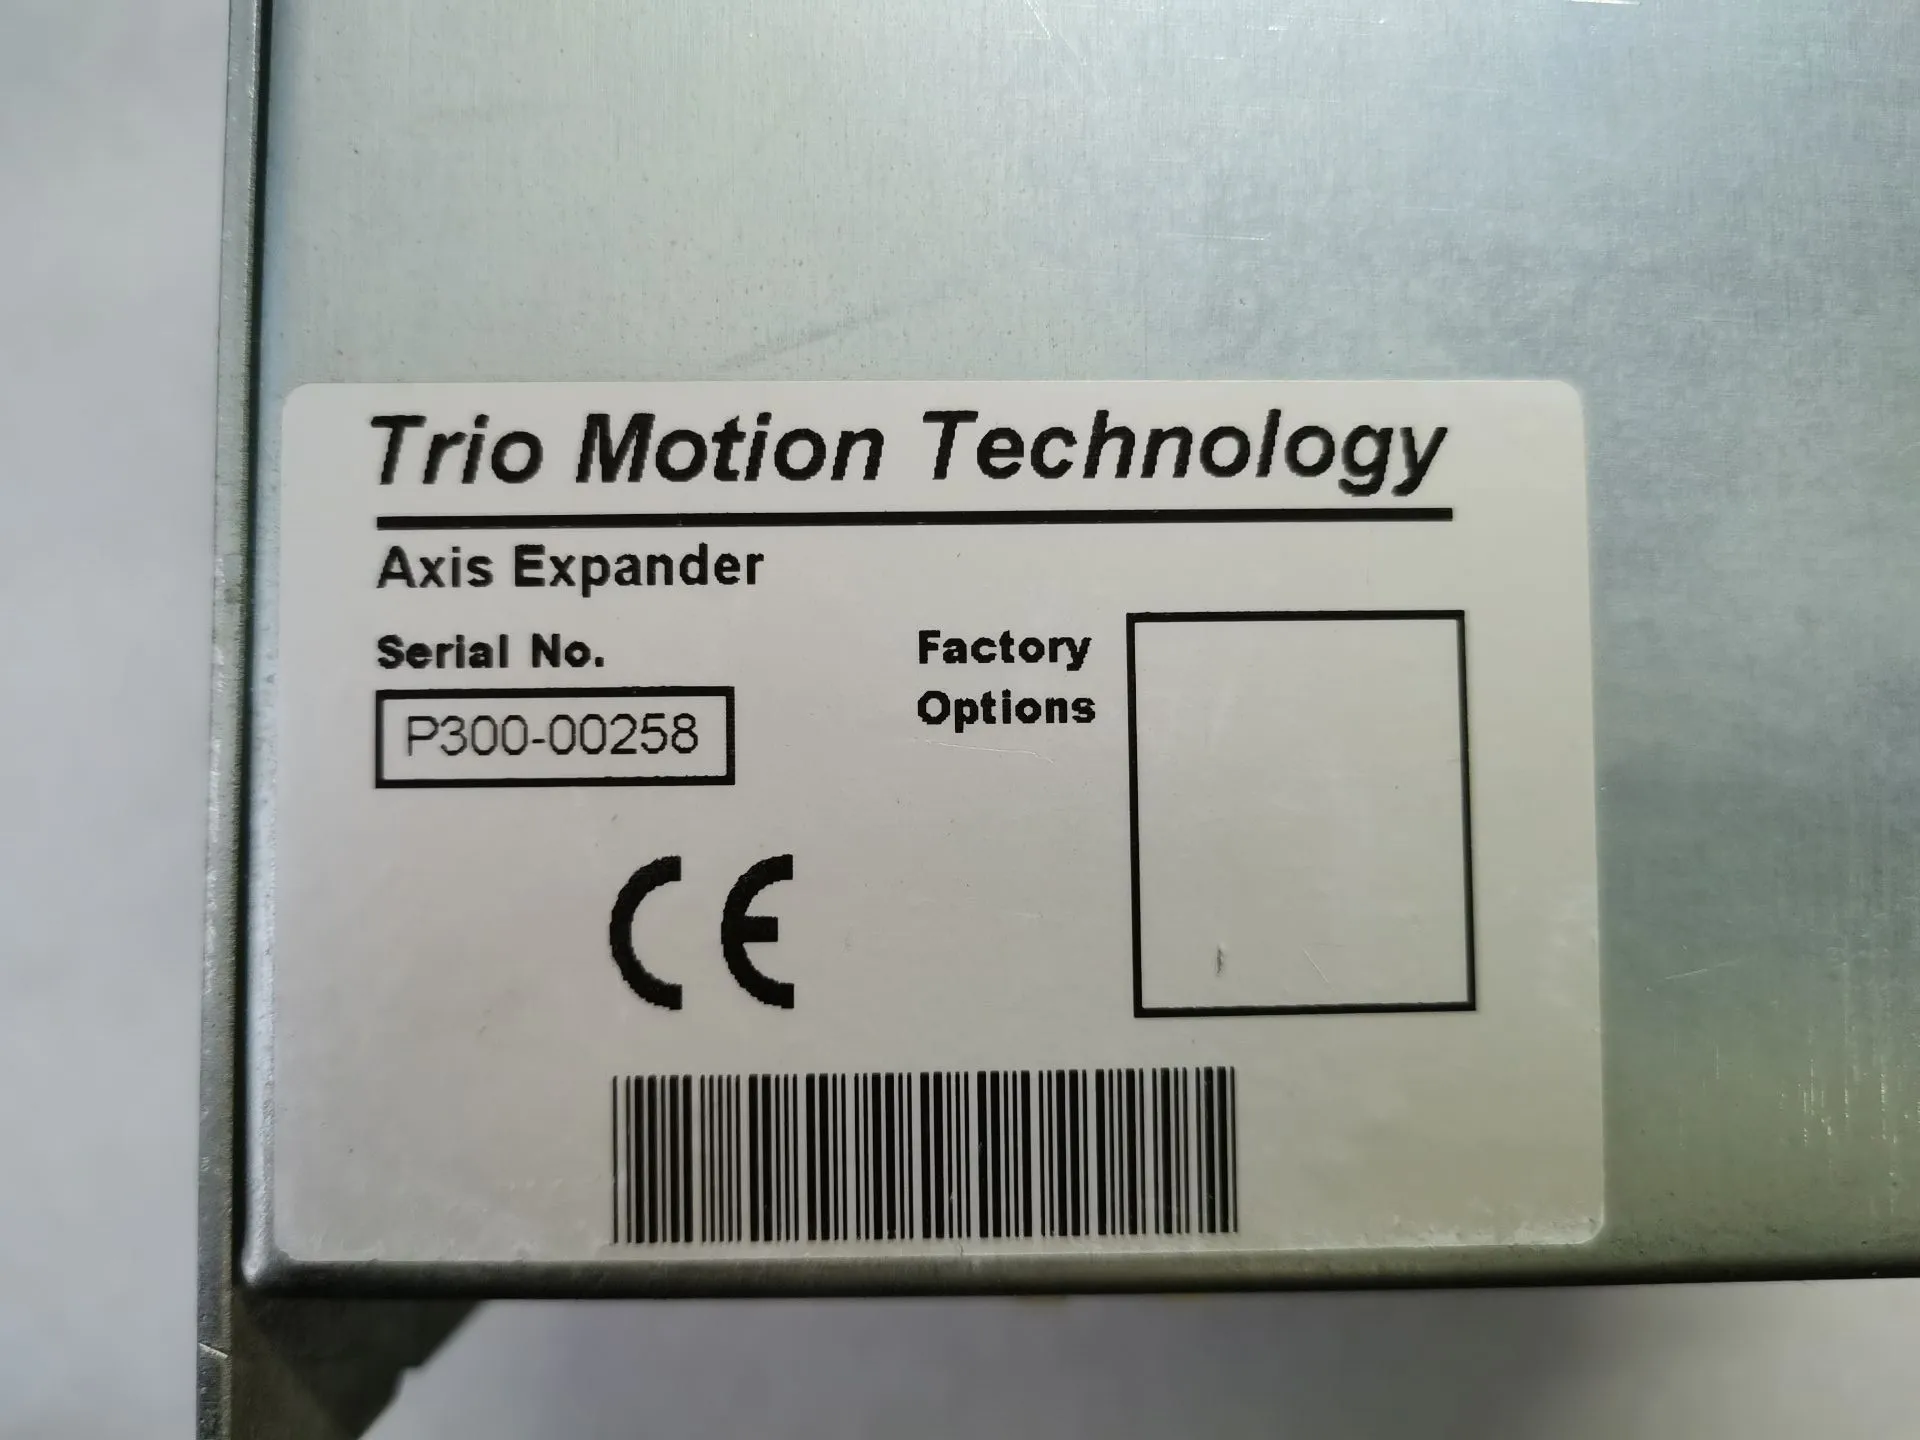 Trio Motion Technology
Axis Expander
Serial No.
P300-00258
Factory
Options
CE